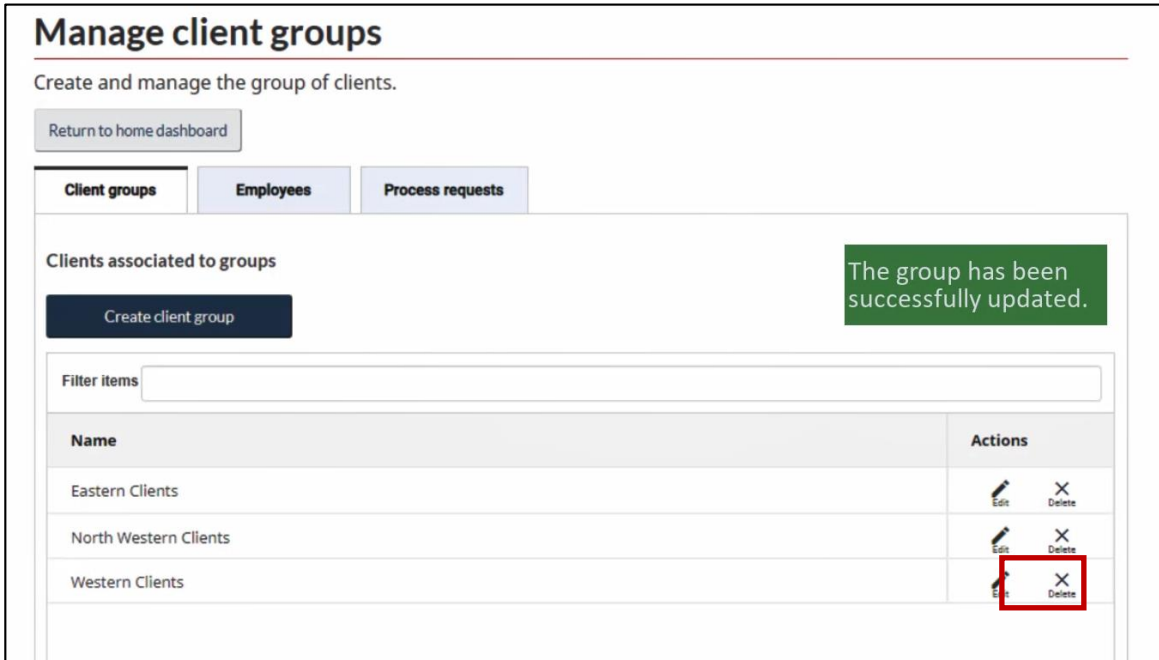 Manage client groups
Create and manage the group of clients.
Return to home dashboard
Client groups
Employees
Process requests
Clients associated to groups
The group has been
successfully updated.
Create client group
Filter items
Name
Actions
Eastern Clients
Edit
Delete
North Western Clients
Edit
Delete
Western Clients
Edit
Delete